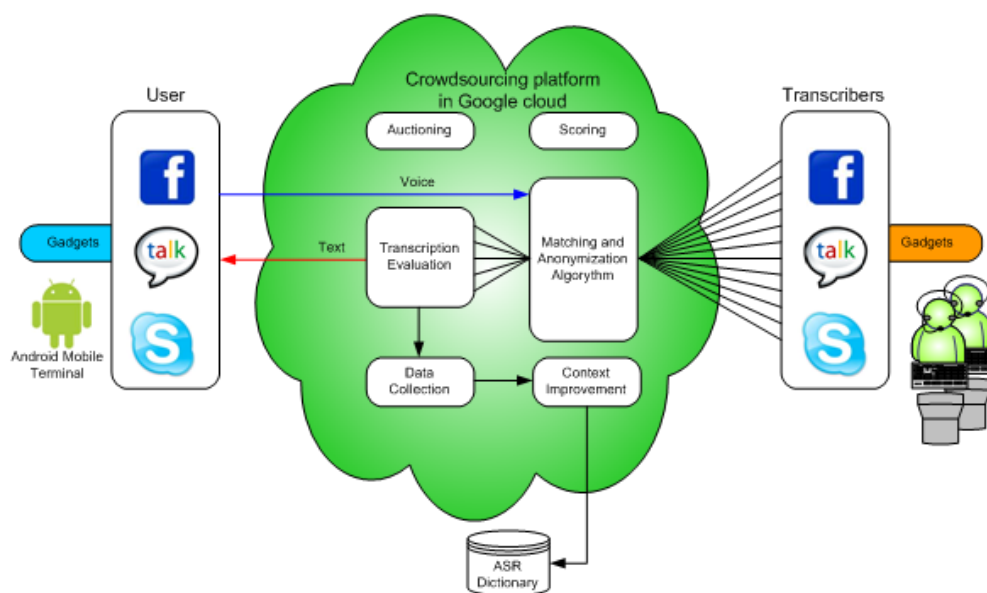 Crowdsourcing platform
in Google cloud
User
Transcribers
Auctioning
Scoring
f
f
Voice
Gadgets
talk
Text
Transcription
Evaluation
Matching and
Anonymization
Algorythm
talk
Gadgets
S
S
Android Mobile
Terminal
Data
Collection
Context
Improvement
ASR
Dictionary